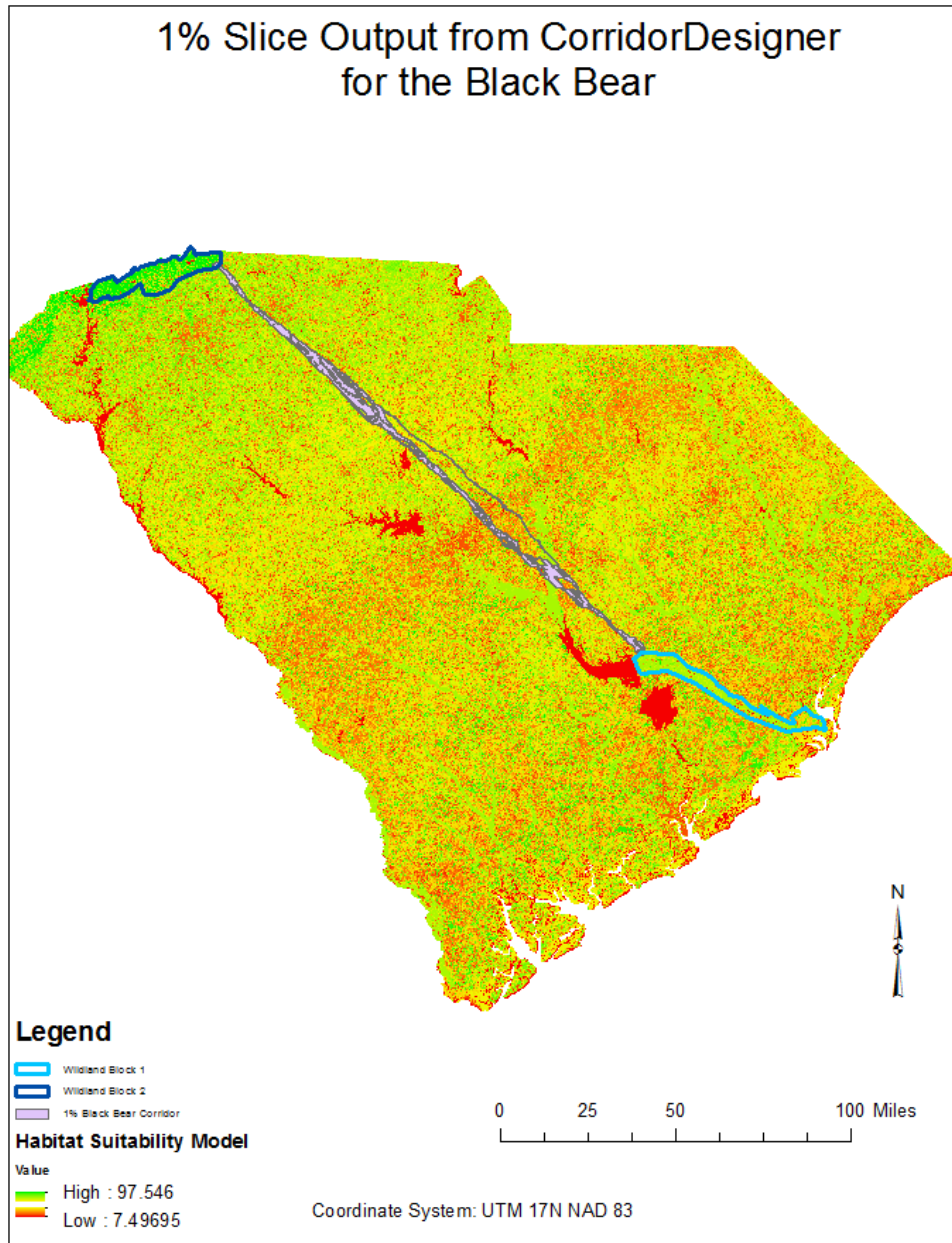 1% Slice Output from CorridorDesigner
for the Black Bear
N
Legend
Wildland Block 1
Wildland Block 2
1% Black Bear Corridor
0 25 50 100 Miles
Habitat Suitability Model
Value
High : 97.546
Low : 7.49695
Coordinate System: UTM 17N NAD 83